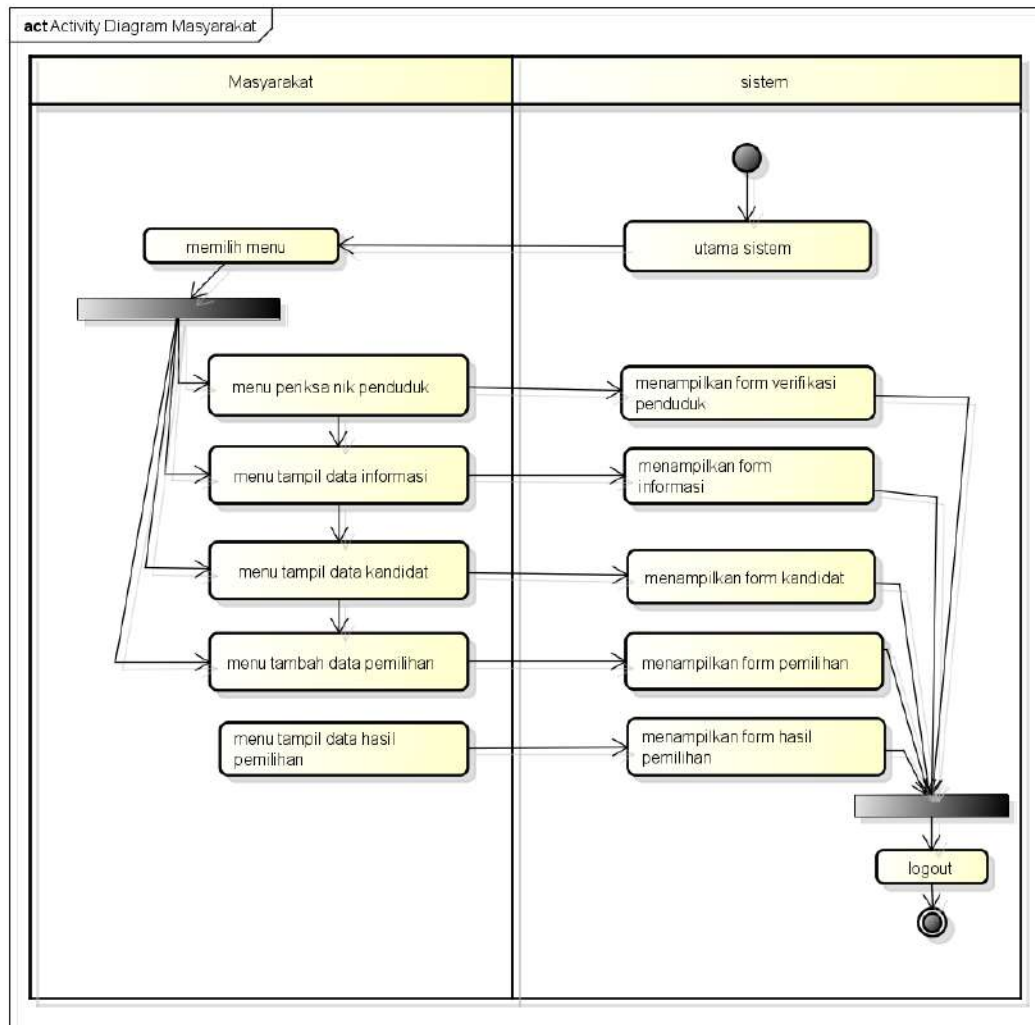 act Activity Diagram Masyarakat
Masyarakat
sistem
memilih menu
utama sistem
menu periksa nik penduduk
menampilkan form verifikasi
penduduk
menu tampil data informasi
menampilkan form
informasi
menu tampil data kandidat
menampilkan form kandidat
menu tambah data pemilihan
menampilkan form pemilihan
menu tampil data hasil
pemilihan
menampilkan form hasil
pemilihan
logout